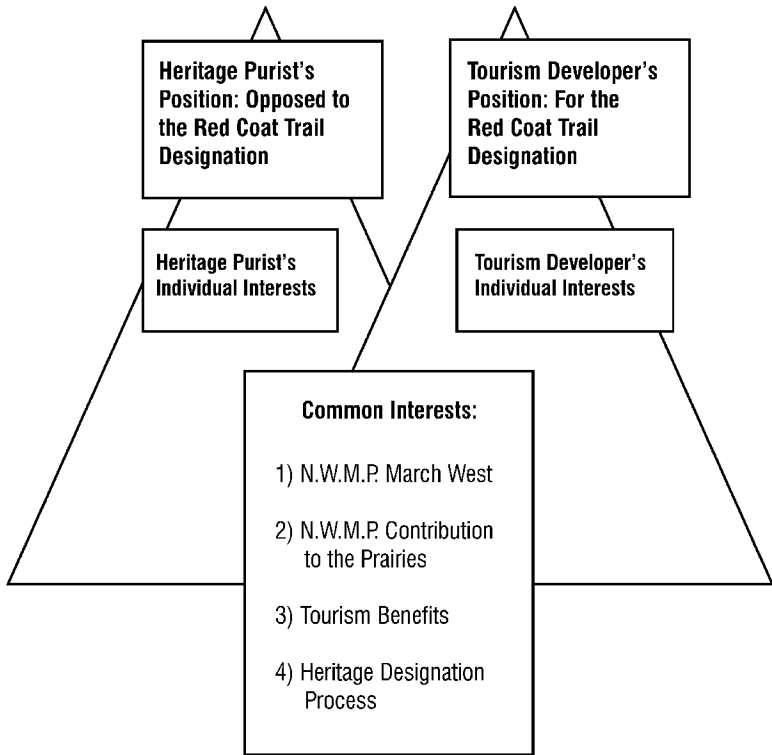 Heritage Purist's
Position: Opposed to
the Red Coat Trail
Designation
Tourism Developer's
Position: For the
Red Coat Trail
Designation
Heritage Purist's
Individual Interests
Tourism Developer's
Individual Interests
Common Interests:
1) N.W.M.P. March West
2) N.W.M.P. Contribution
to the Prairies
3) Tourism Benefits
4) Heritage Designation
Process